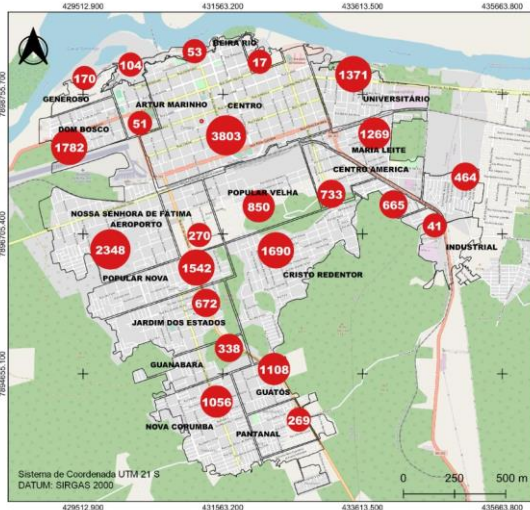 429512.900 431563.200 433613.500 435663.800
7898755.700
7896705.400
7894655.100
BEIRA RIO
53
17
104
170
1371
GENEROSO
ARTUR MARINHO CENTRO UNIVERSITÁRIO
51
DOM BOSCO
3803
1269
1782
MARIA LEITE
CENTRO AMERICA
464
POPULAR VELHA
733
850
665
NOSSA SENHORA DE FATIMA
AEROPORTO
270
41
2348
1690
INDUSTRIAL
1542
POPULAR NOVA CRISTO REDENTOR
672
JARDIM DOS ESTADOS
338
GUANABARA
1108
GUATÓS
1056
269
NOVA CORUMBA
PANTANAL
Sistema de Coordenada UTM 21 S
DATUM: SIRGAS 2000
0 250 500 m
429512.900 431563.200 433613.500 435663.800